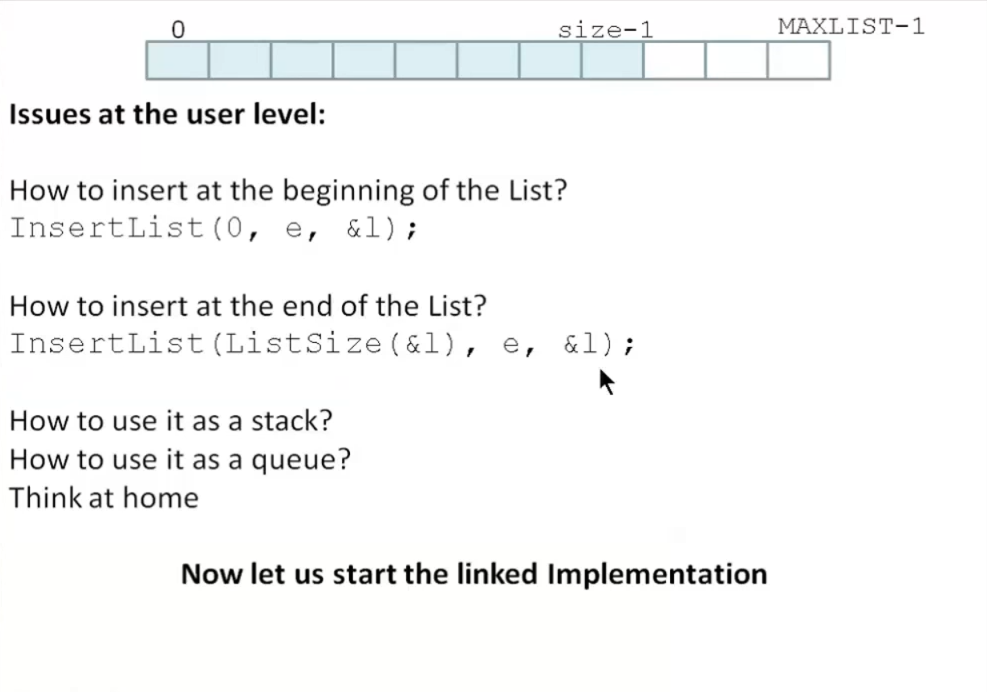 0 size-1 MAXLIST-1
Issues at the user level:
How to insert at the beginning of the List?
InsertList(0, e, &l);
How to insert at the end of the List?
InsertList(ListSize(&l), e, &l);
How to use it as a stack?
How to use it as a queue?
Think at home
Now let us start the linked Implementation